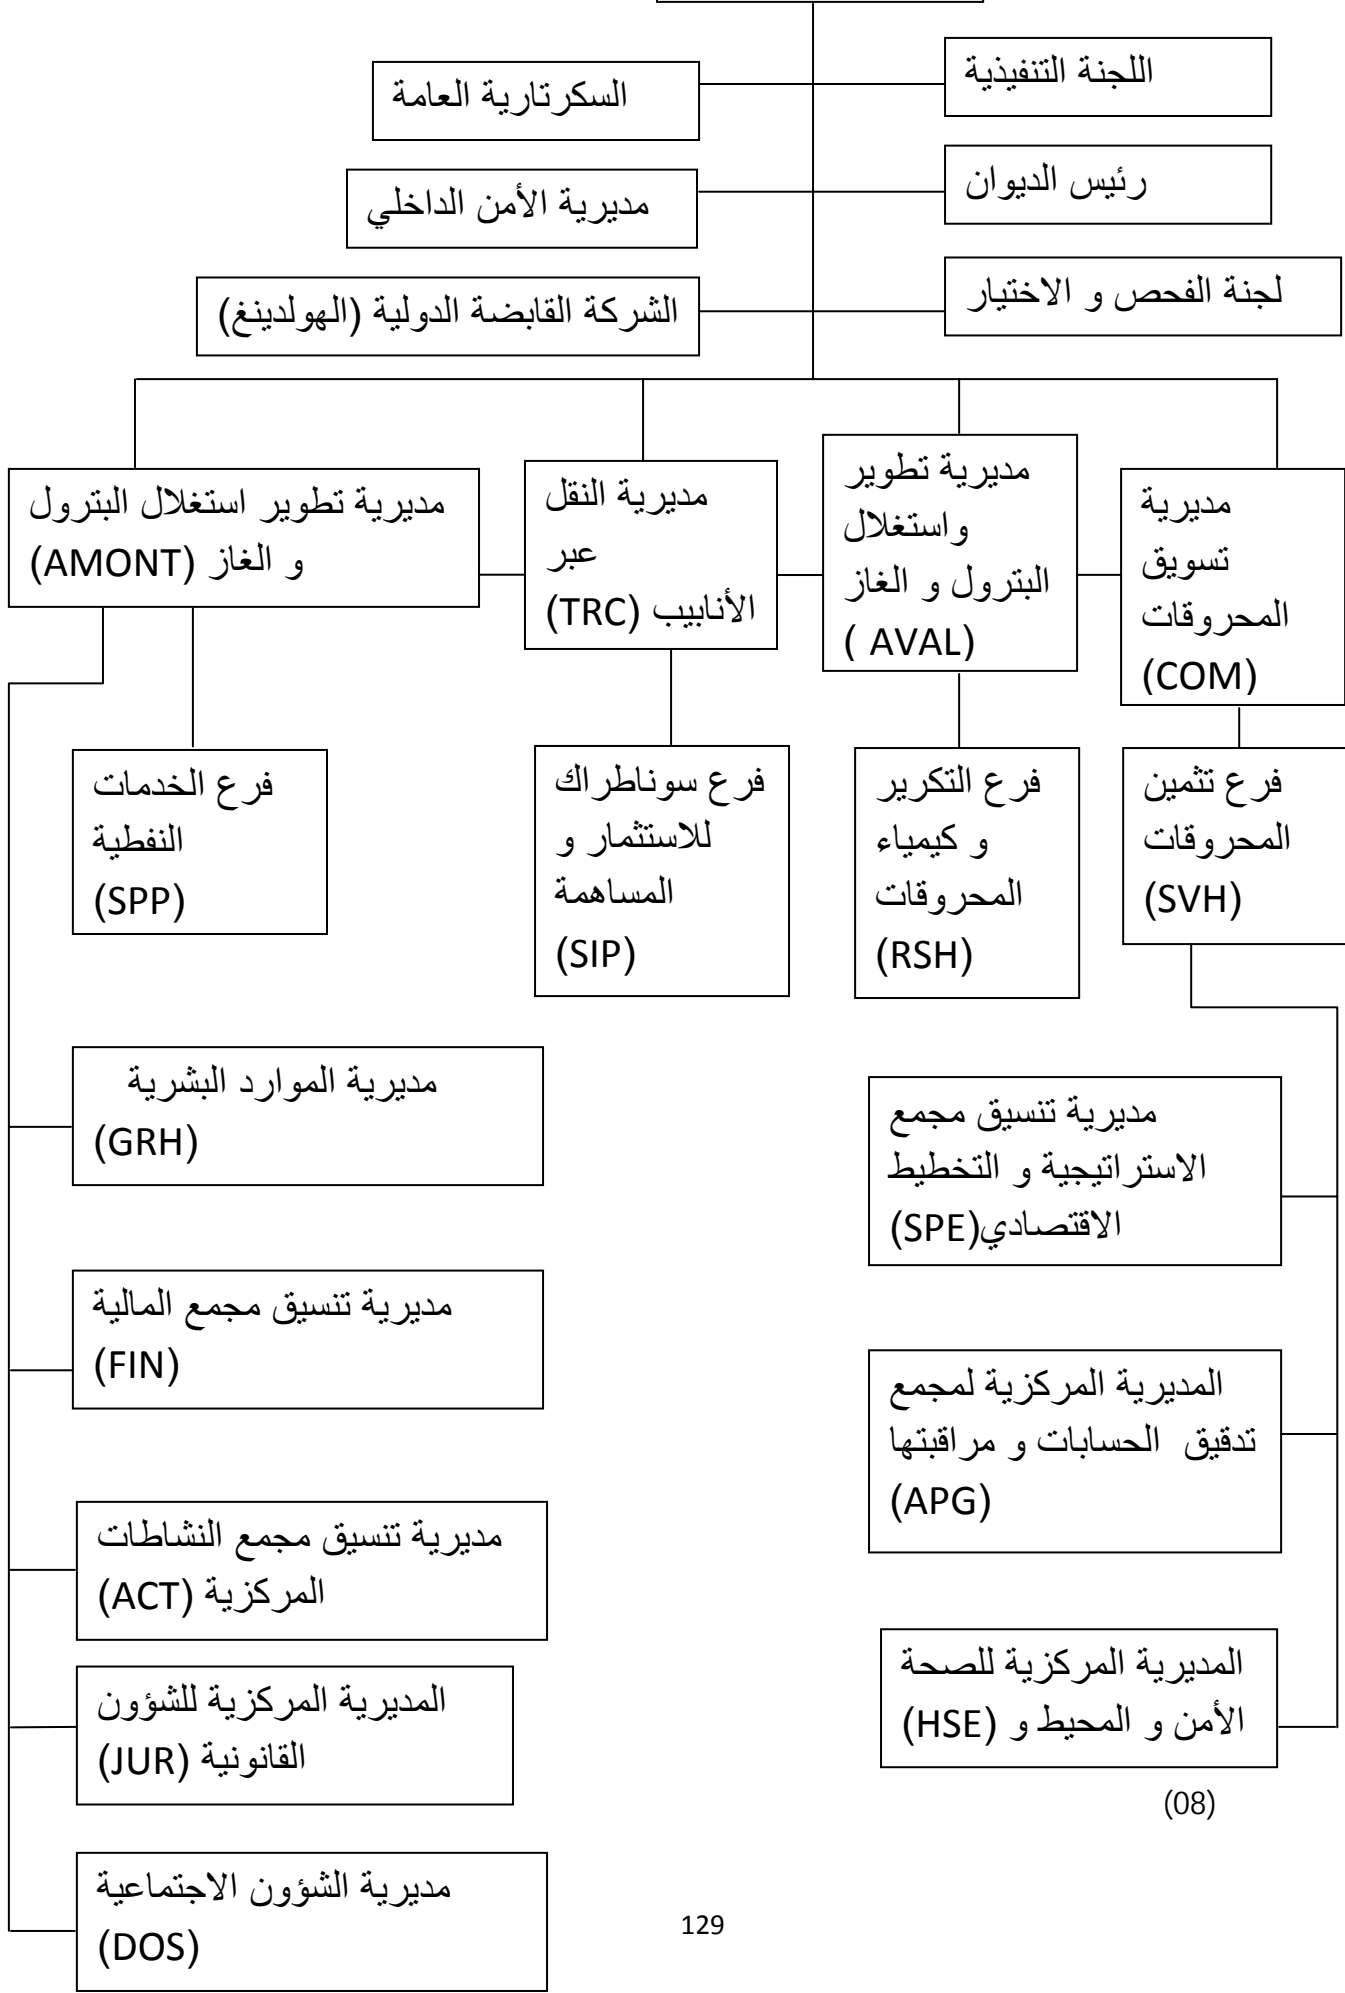 اللجنة التنفيذية
السكرتارية العامة
رئيس الديوان
مديرية الأمن الداخلي
لجنة الفحص و الاختيار
الشركة القابضة الدولية (الهولدينغ)
مديرية
تسويق
المحروقات
(COM)
مديرية تطوير
واستغلال
البترول و الغاز
( AVAL)
مديرية النقل
عبر
الأنابيب (TRC)
مديرية تطوير استغلال البترول
و الغاز (AMONT)
فرع تثمين
المحروقات
(SVH)
فرع التكرير
و كيمياء
المحروقات
(RSH)
فرع سوناطراك
للاستثمار و
المساهمة
(SIP)
فرع الخدمات
النفطية
(SPP)
مديرية تنسيق مجمع
الاستراتيجية و التخطيط
الاقتصادي(SPE)
المديرية المركزية لمجمع
تدقيق الحسابات و مراقبتها
(APG)
المديرية المركزية للصحة
الأمن و المحيط و (HSE)
(08)
مديرية الموارد البشرية
(GRH)
مديرية تنسيق مجمع المالية
(FIN)
مديرية تنسيق مجمع النشاطات
المركزية (ACT)
المديرية المركزية للشؤون
القانونية (JUR)
مديرية الشؤون الاجتماعية
(DOS)
129